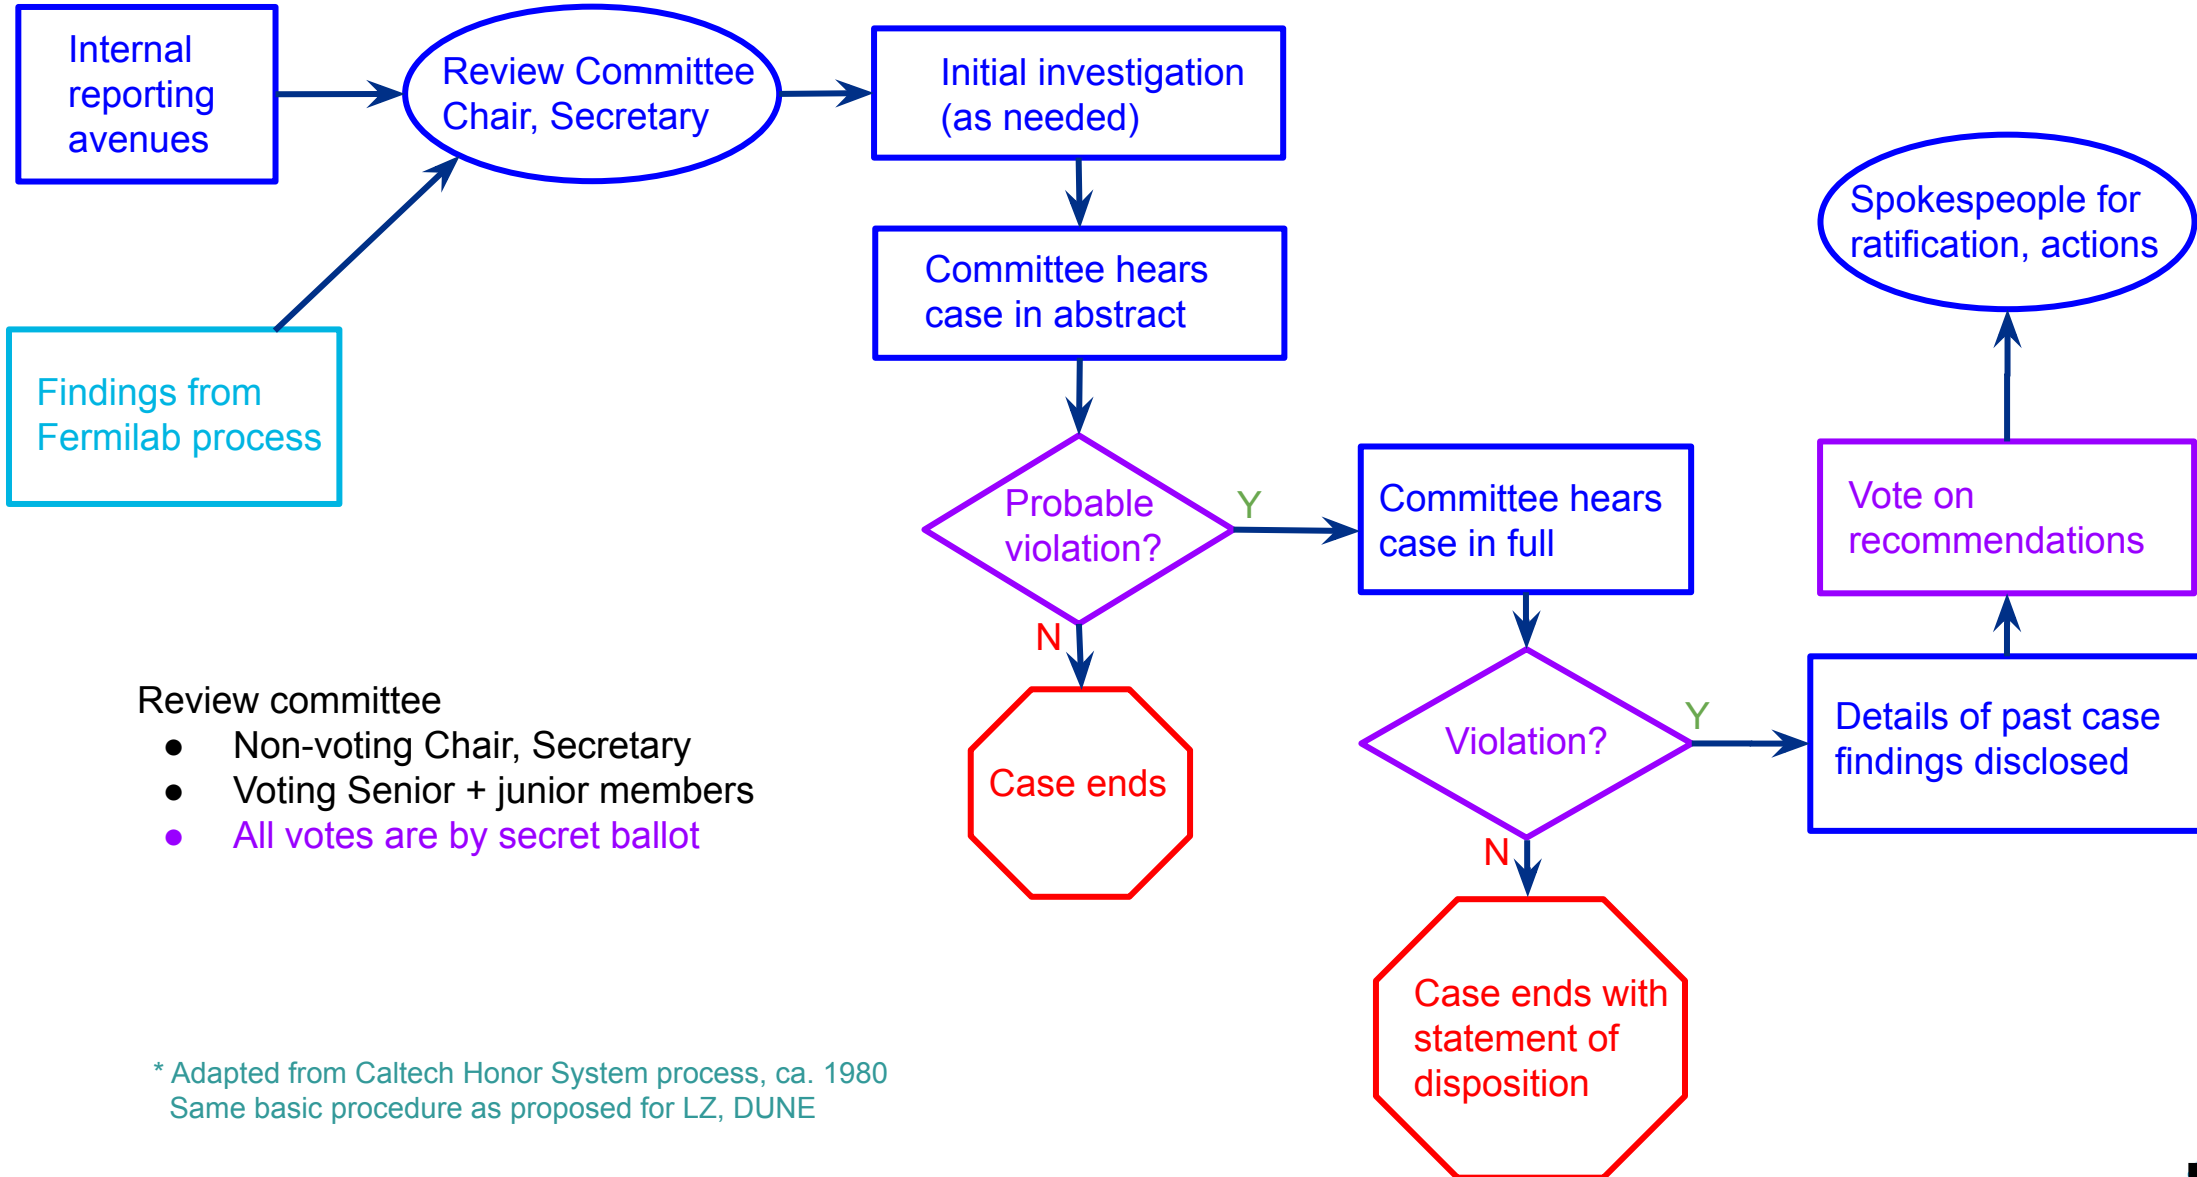 Internal
reporting
avenues
Review Committee
Chair, Secretary
Initial investigation
(as needed)
Spokespeople for
ratification, actions
Committee hears
case in abstract
Findings from
Fermilab process
Probable
violation?
Y
N
Committee hears
case in full
Vote on
recommendations
Case ends
Violation?
Y
N
Details of past case
findings disclosed
Case ends with
statement of
disposition
Review committee
● Non-voting Chair, Secretary
● Voting Senior + junior members
● All votes are by secret ballot
* Adapted from Caltech Honor System process, ca. 1980
Same basic procedure as proposed for LZ, DUNE